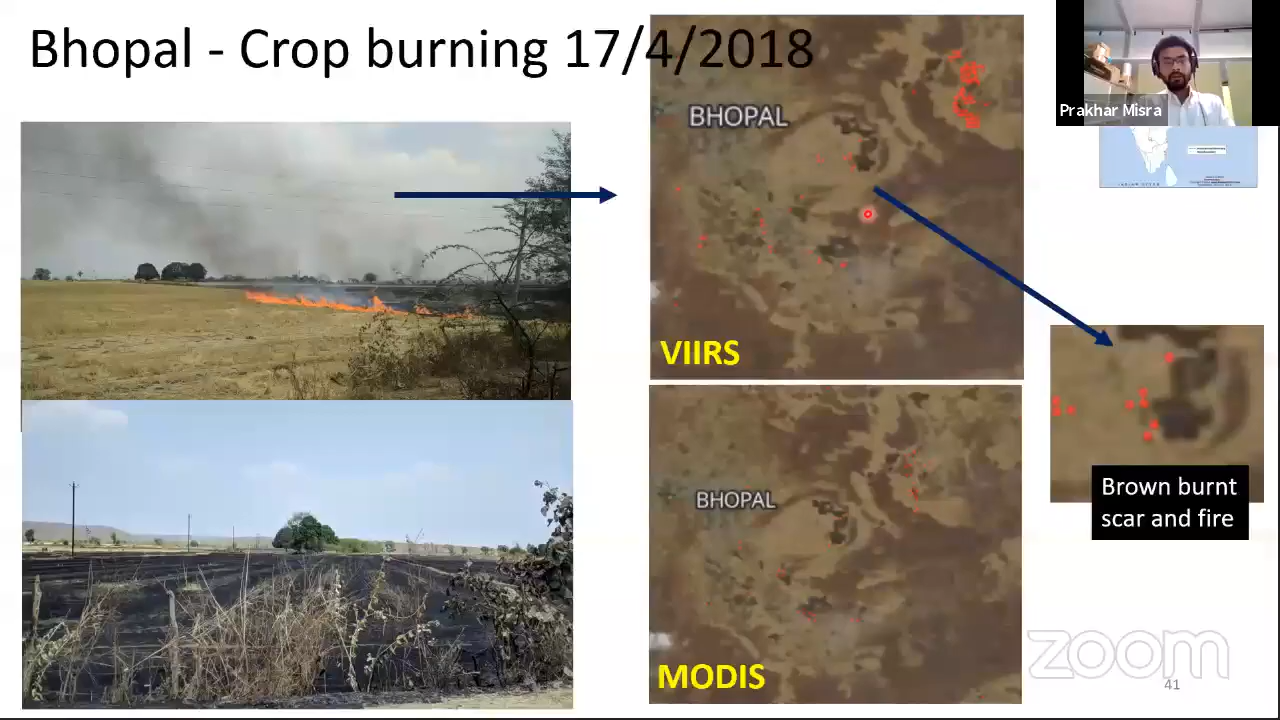 Bhopal - Crop burning 17/4/2018
Prakhar Misra
BHOPAL
VIIRS
BHOPAL
MODIS
Brown burnt
scar and fire
zoom
41